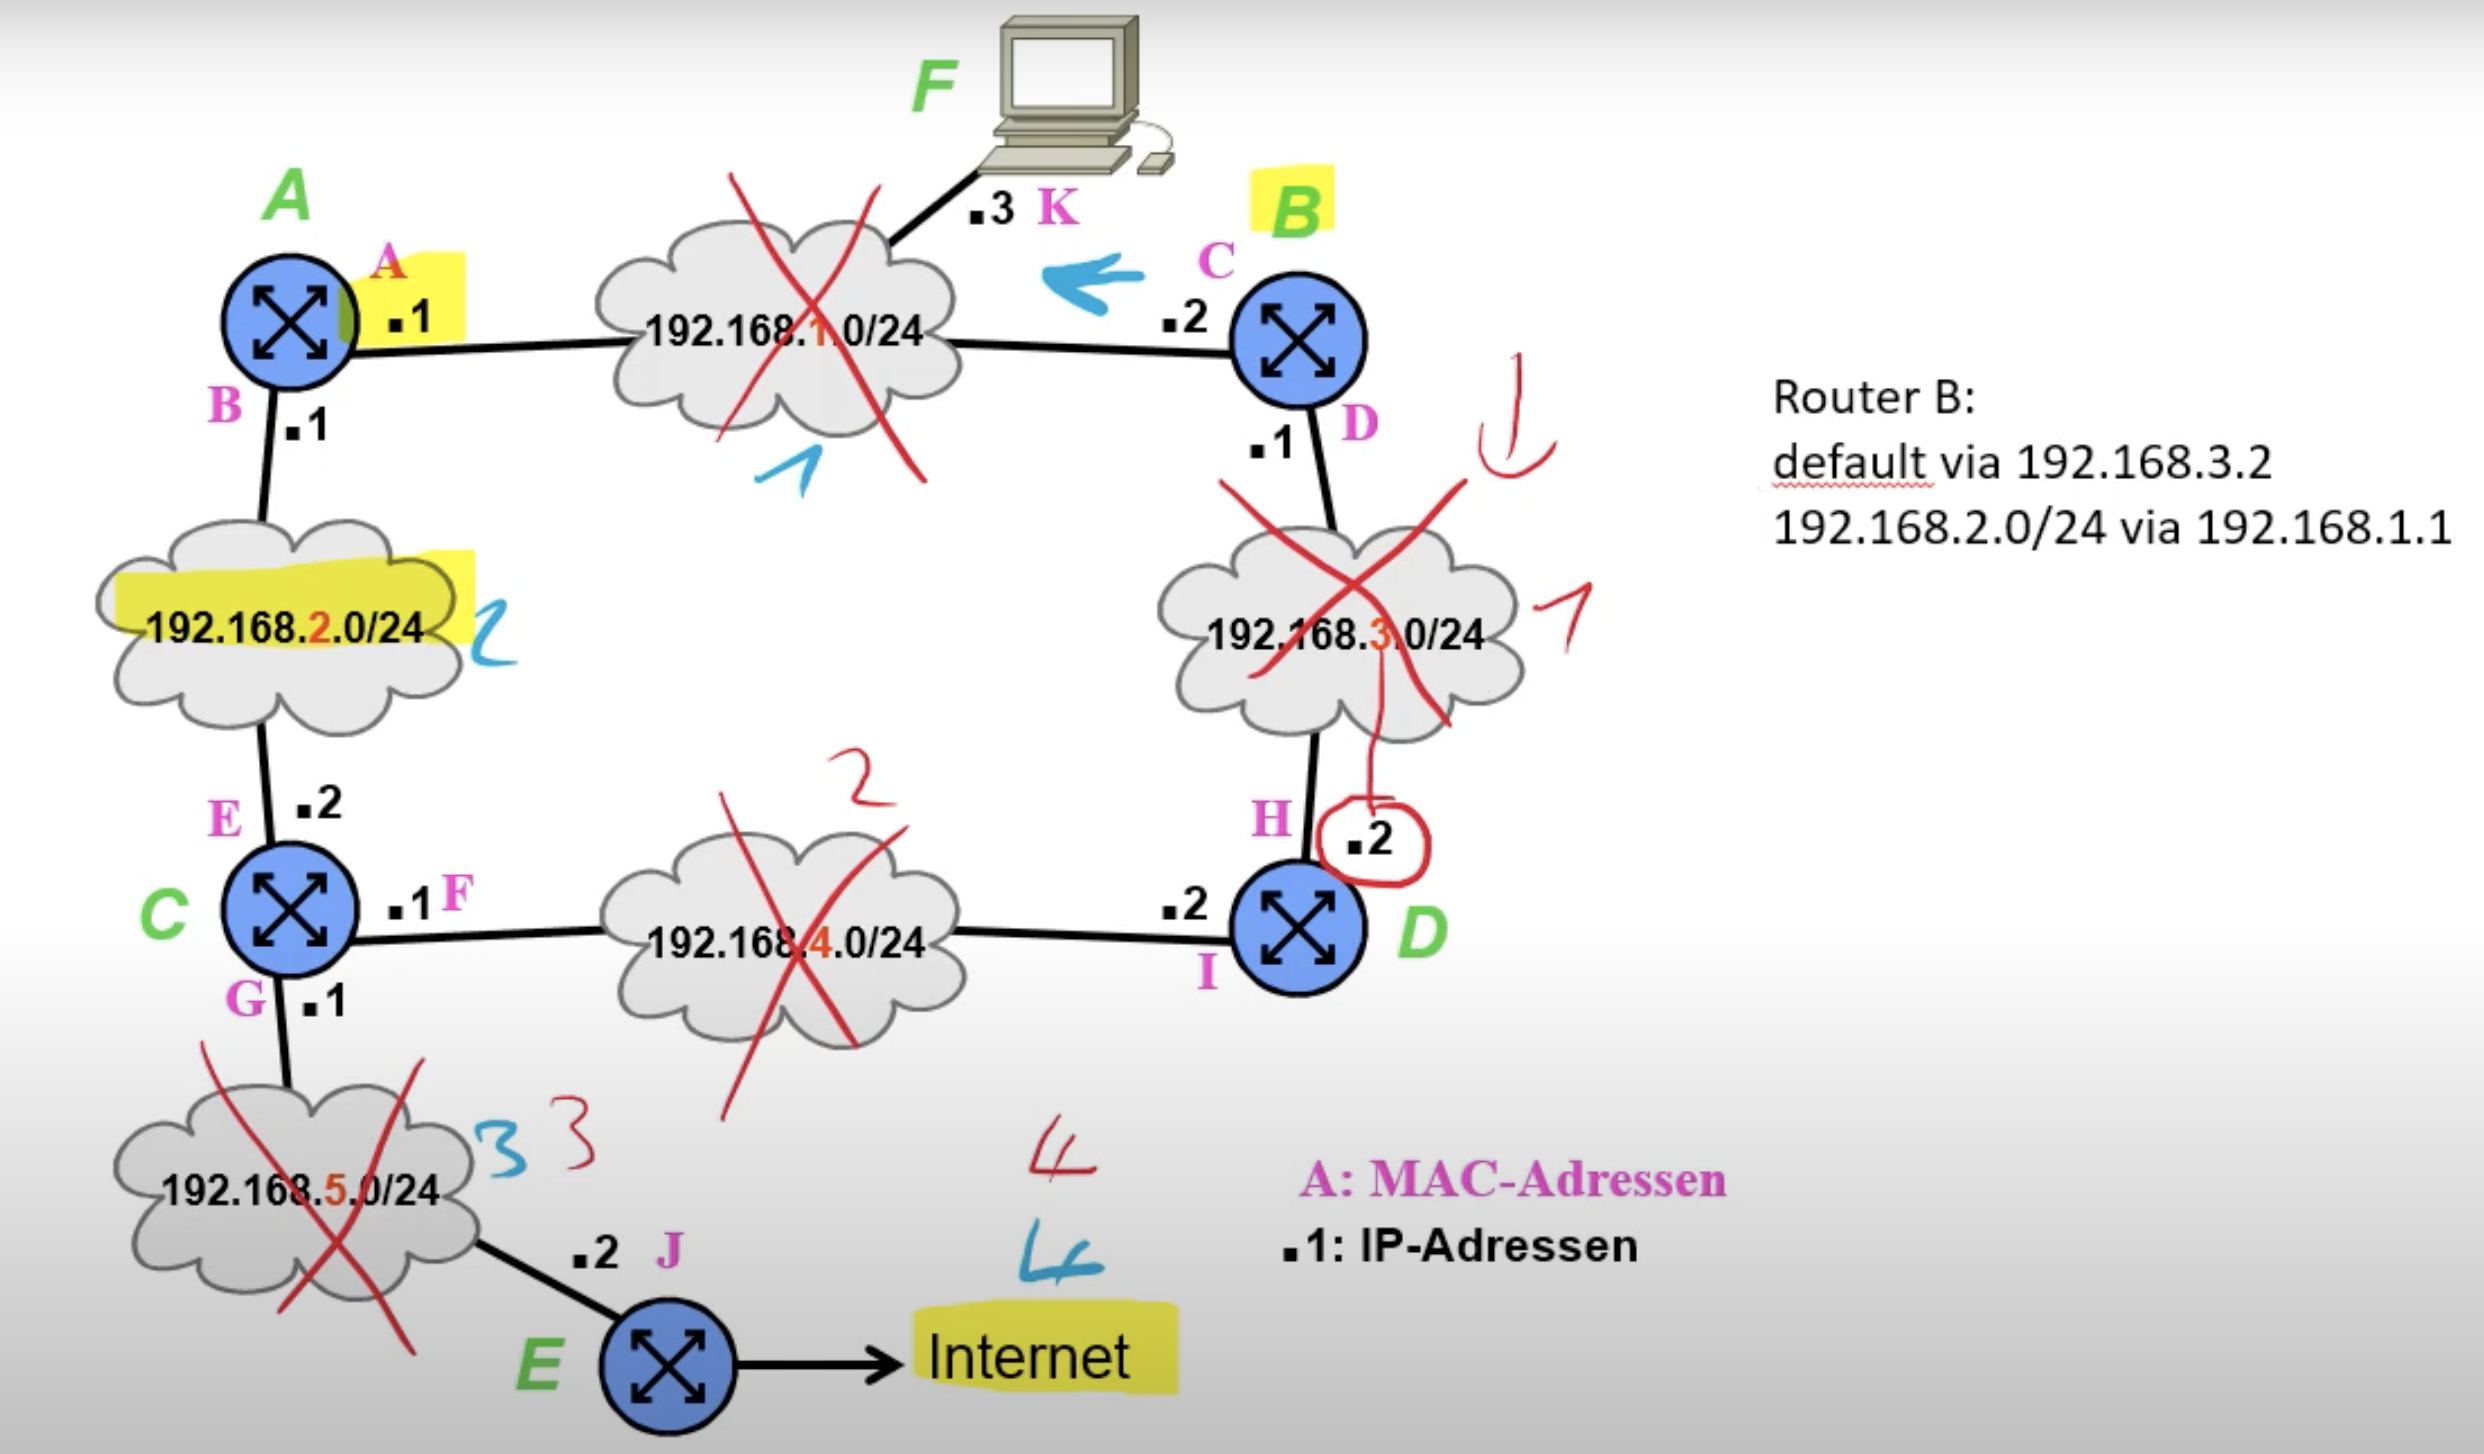 F
A
B
A
.3 K
C
.1
192.168.1.0/24
.2
B
.1
1
.1
D
Router B:
default via 192.168.3.2
192.168.2.0/24 via 192.168.1.1
192.168.2.0/24
2
192.168.3.0/24
1
E
.2
2
H
.2
C
.1
F
192.168.4.0/24
.2
I
D
G
.1
192.168.5.0/24
3
3
4
4
.2
J
E
Internet
A: MAC-Adressen
.1: IP-Adressen